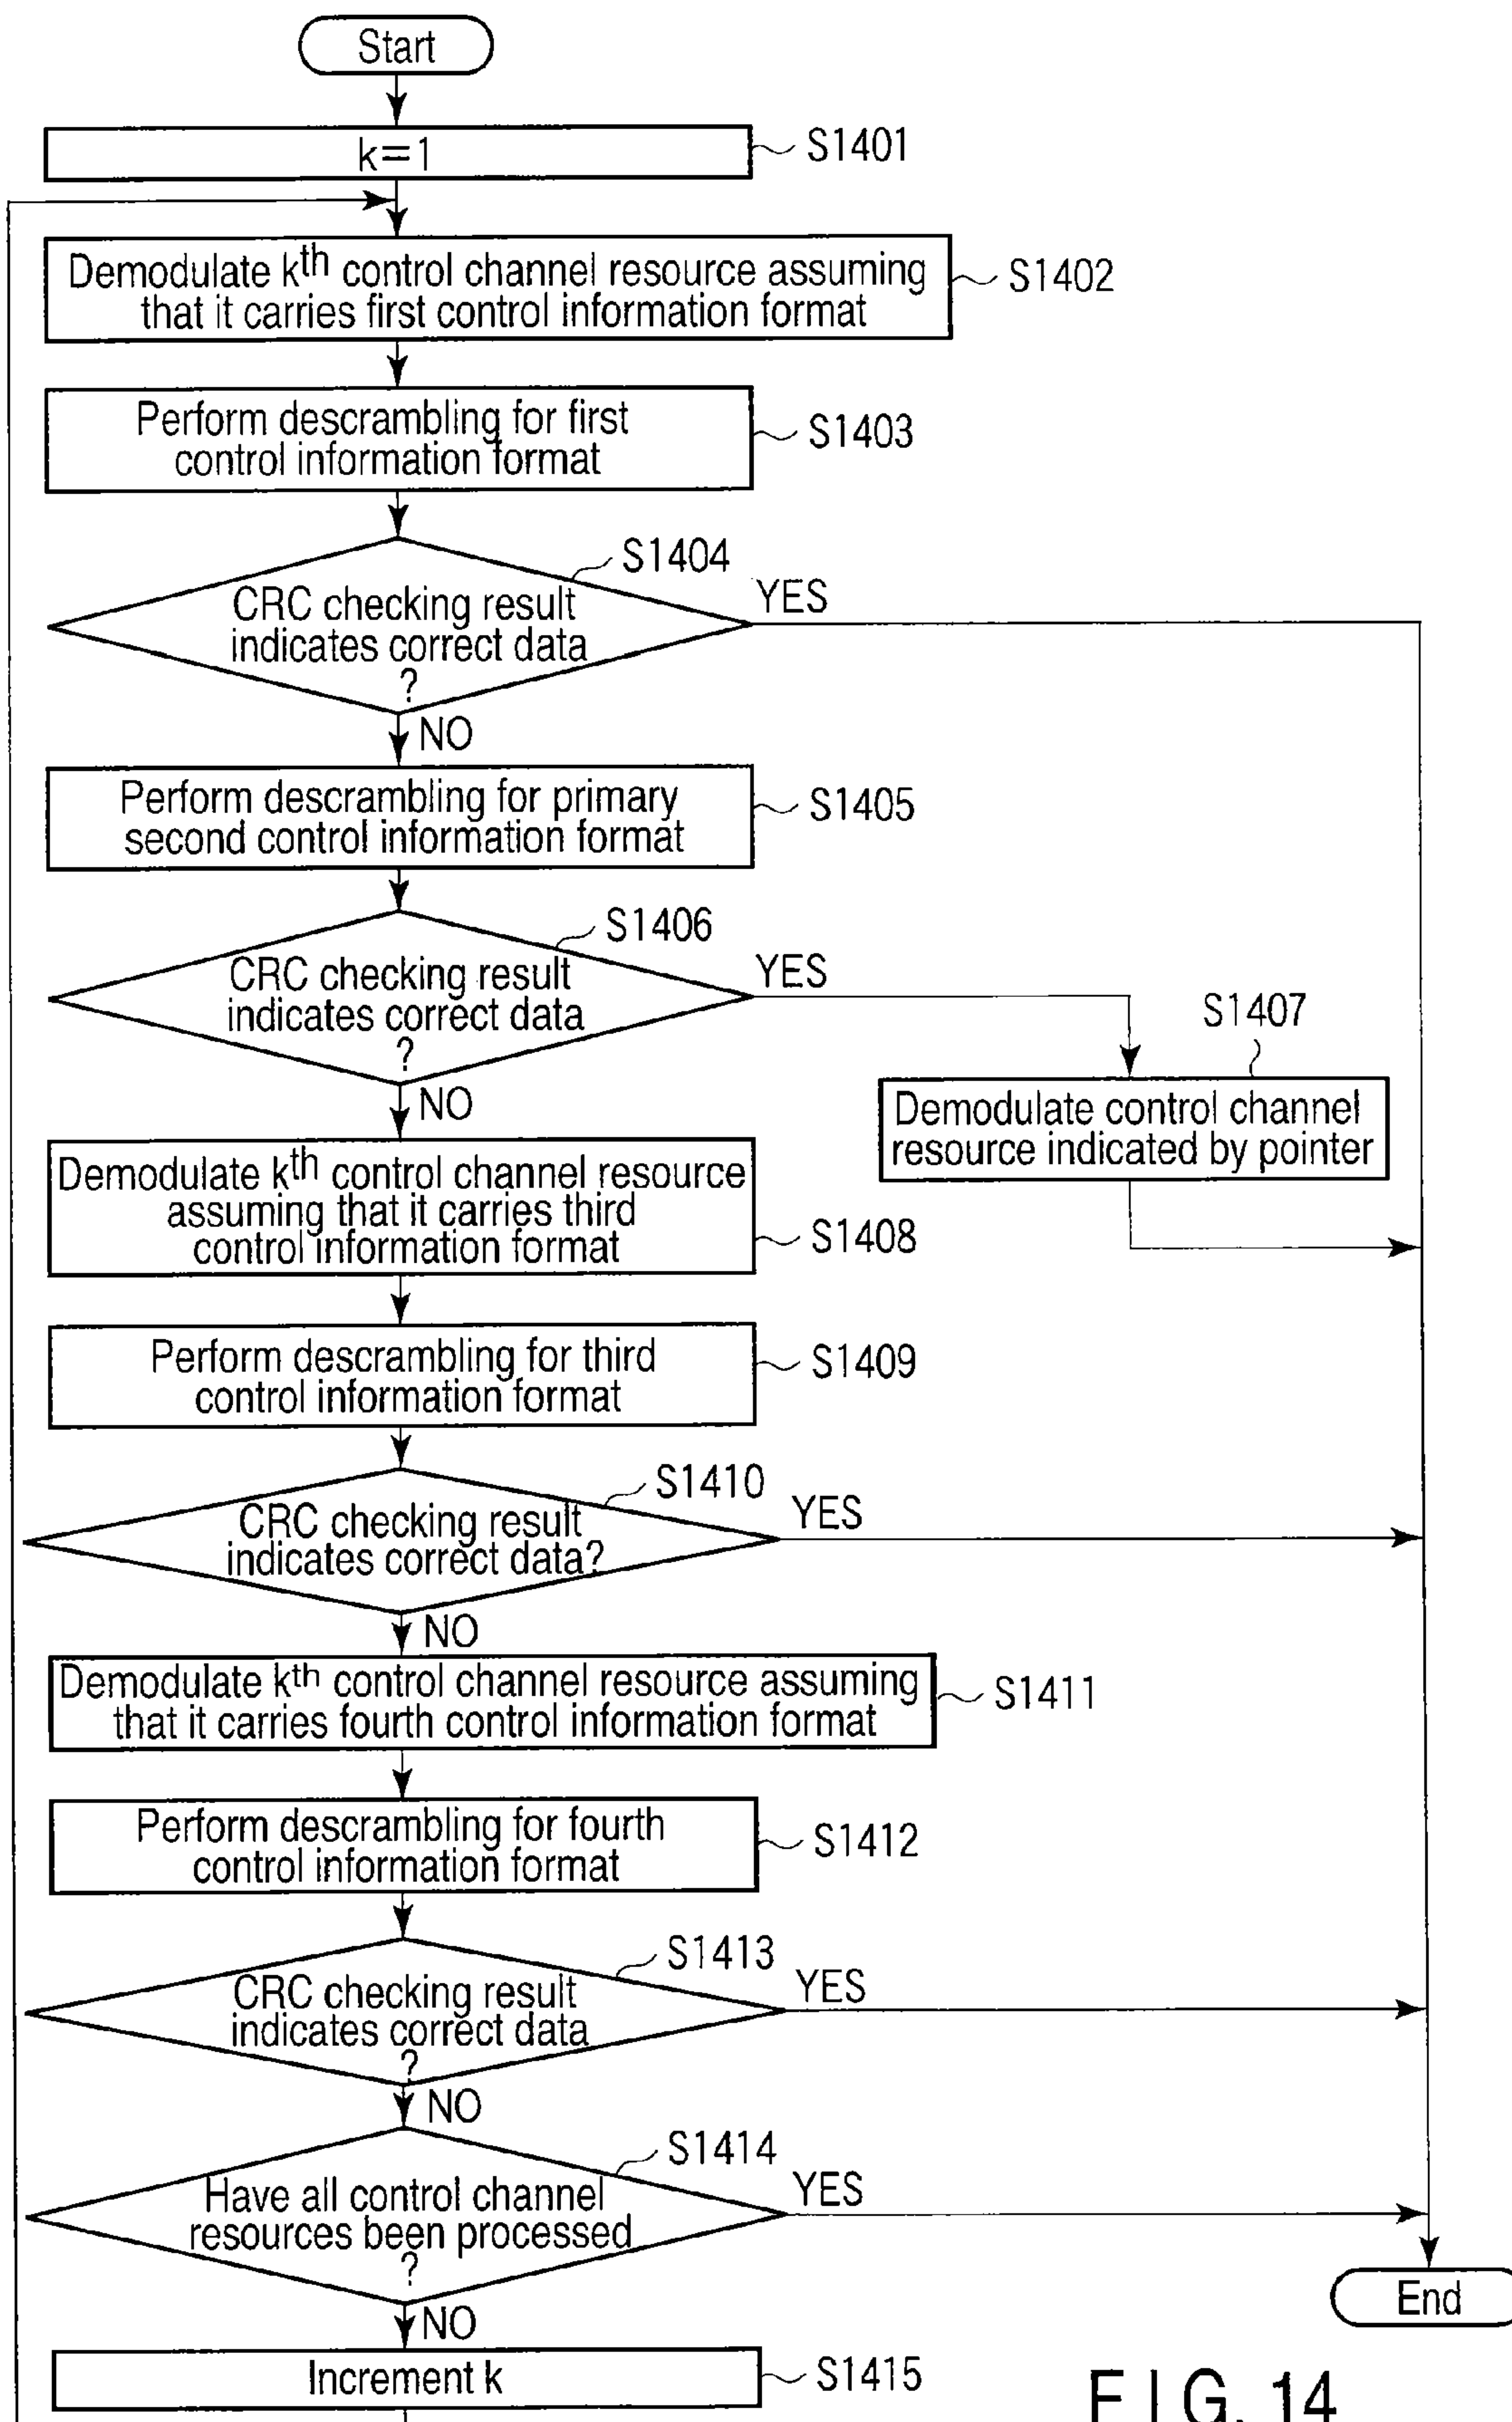 Start
k=1
S1401
Demodulate kth control channel resource assuming
that it carries first control information format
S1402
Perform descrambling for first
control information format
S1403
S1404
CRC checking result
indicates correct data
?
YES
NO
Perform descrambling for primary
second control information format
S1405
S1406
CRC checking result
indicates correct data
?
YES
NO
S1407
Demodulate control channel
resource indicated by pointer
Demodulate kth control channel resource
assuming that it carries third
control information format
S1408
Perform descrambling for third
control information format
S1409
S1410
CRC checking result
indicates correct data?
YES
NO
Demodulate kth control channel resource assuming
that it carries fourth control information format
S1411
Perform descrambling for fourth
control information format
S1412
S1413
CRC checking result
indicates correct data
?
YES
NO
S1414
Have all control channel
resources been processed
?
YES
NO
End
Increment k
S1415
FIG. 14